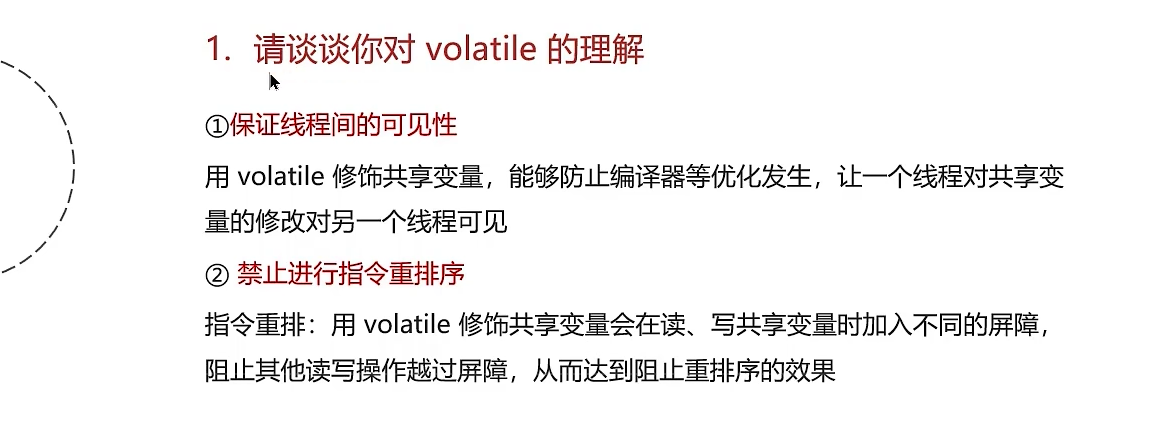 1. 请谈谈你对 volatile 的理解
①保证线程间的可见性
用 volatile 修饰共享变量，能够防止编译器等优化发生，让一个线程对共享变
量的修改对另一个线程可见
② 禁止进行指令重排序
指令重排：用 volatile 修饰共享变量会在读、写共享变量时加入不同的屏障，
阻止其他读写操作越过屏障，从而达到阻止重排序的效果